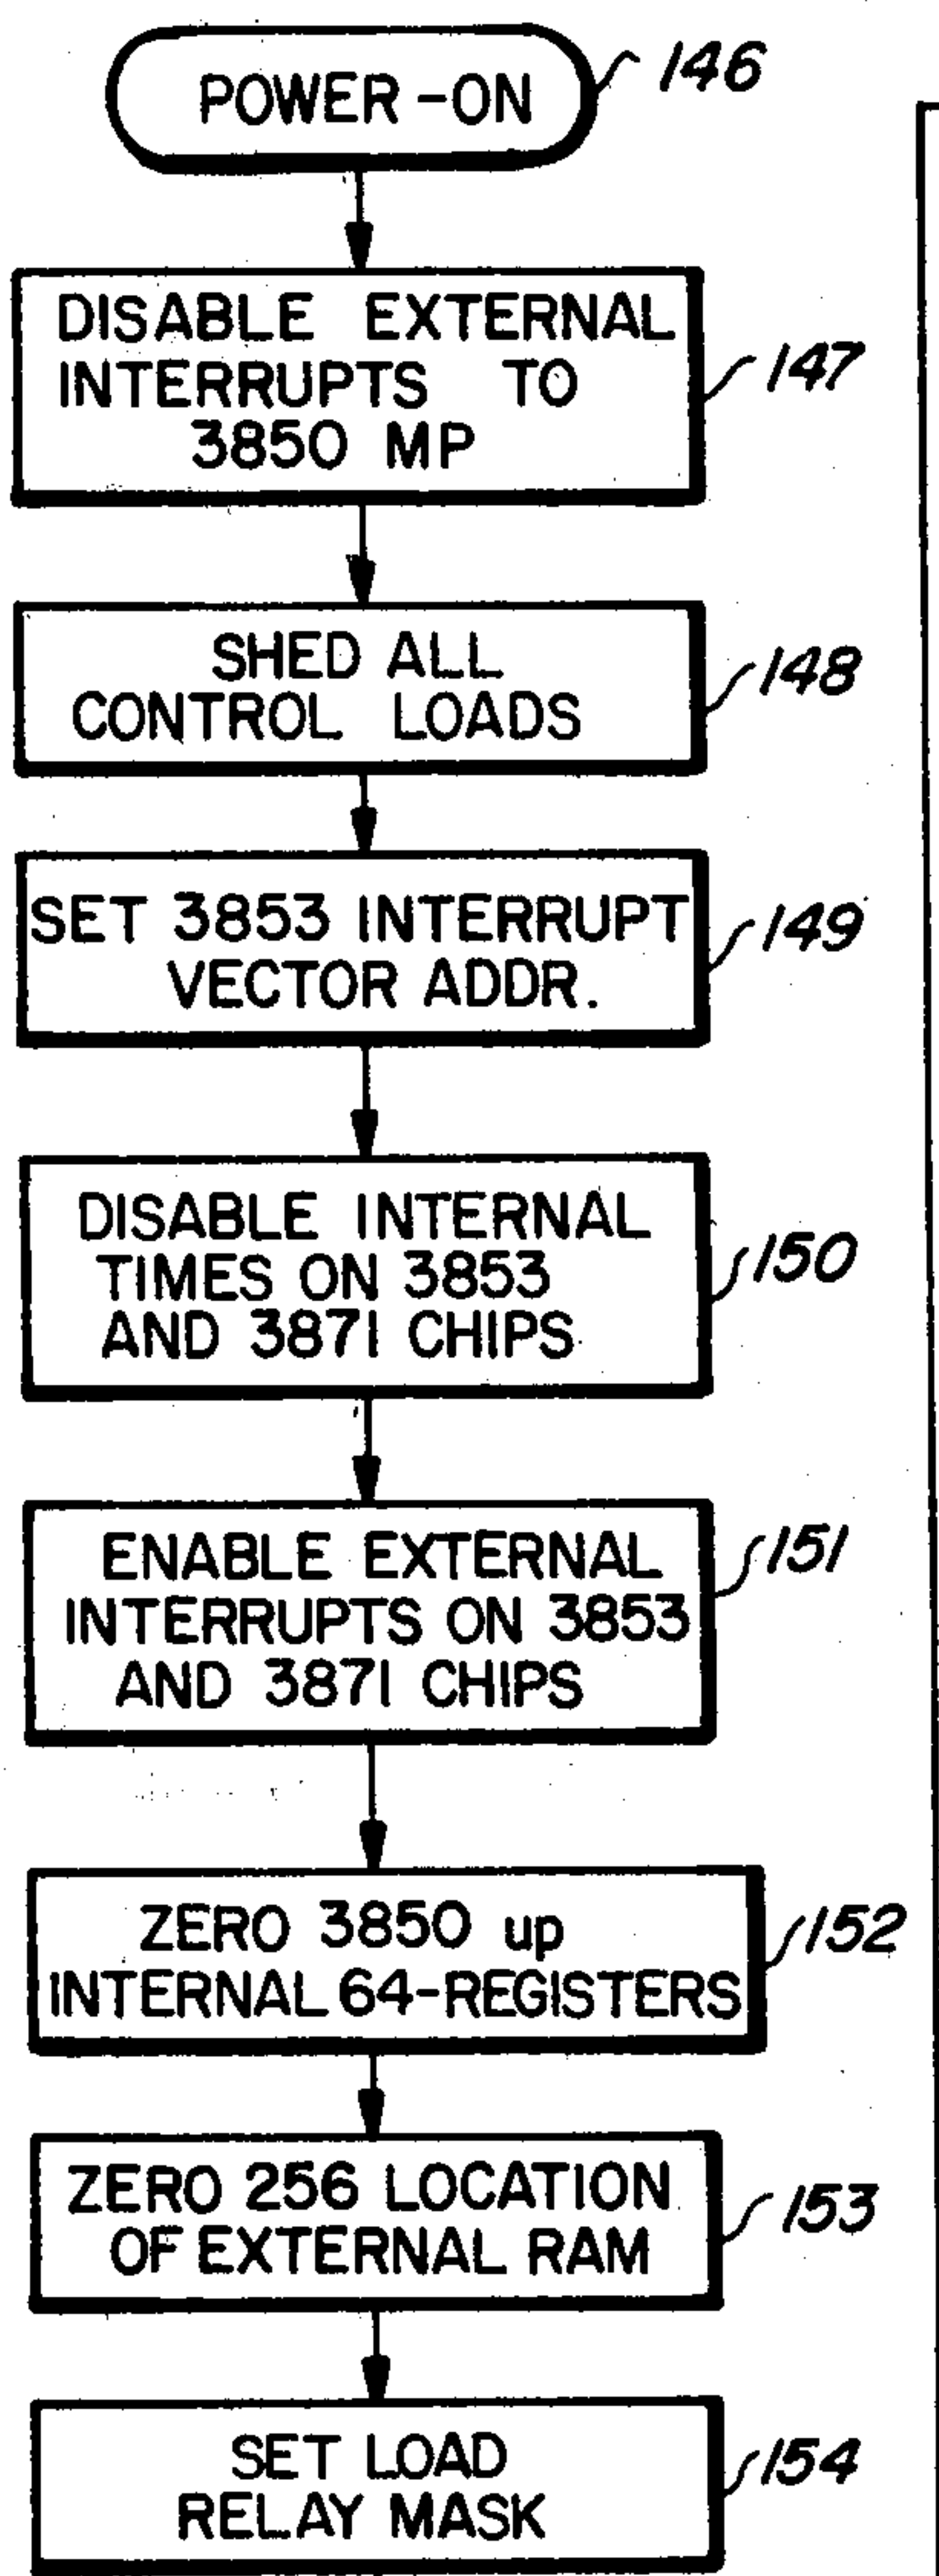 POWER-ON
146
DISABLE EXTERNAL
INTERRUPTS TO
3850 MP
147
SHED ALL
CONTROL LOADS
148
SET 3853 INTERRUPT
VECTOR ADDR.
149
DISABLE INTERNAL
TIMES ON 3853
AND 3871 CHIPS
150
ENABLE EXTERNAL
INTERRUPTS ON 3853
AND 3871 CHIPS
151
ZERO 3850 up
INTERNAL 64-REGISTERS
152
ZERO 256 LOCATION
OF EXTERNAL RAM
153
SET LOAD
RELAY MASK
154